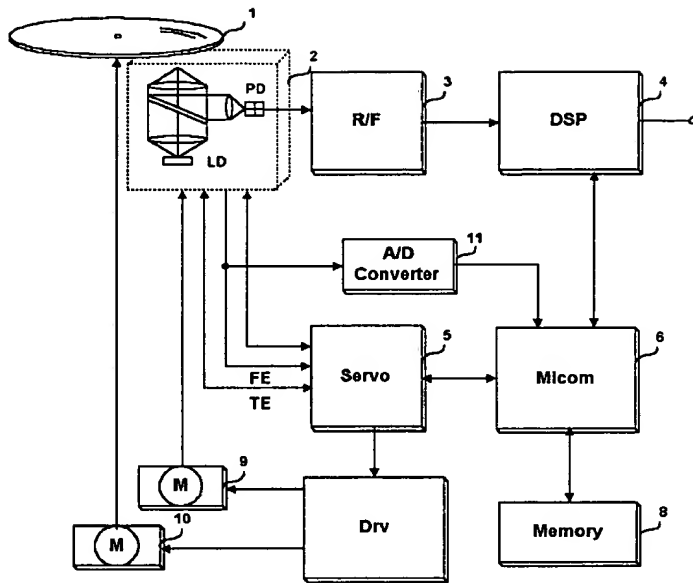 1
2
PD
LD
3
R/F
4
DSP
11
A/D
Converter
5
FE
TE
Servo
6
Micom
9
M
10
M
Drv
8
Memory